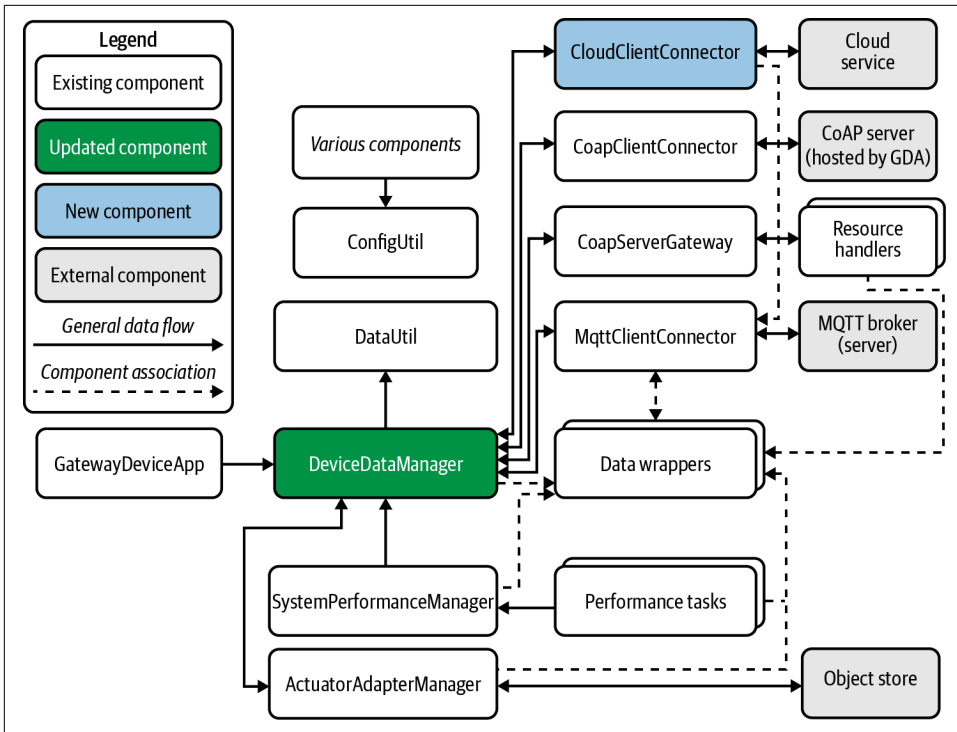 Legend
Existing component
Updated component
New component
External component
General data flow
Component association
Various components
ConfigUtil
DataUtil
GatewayDeviceApp
DeviceDataManager
SystemPerformanceManager
ActuatorAdapterManager
CloudClientConnector
CoapClientConnector
CoapServerGateway
MqttClientConnector
Data wrappers
Performance tasks
Cloud
service
CoAP server
(hosted by GDA)
Resource
handlers
MQTT broker
(server)
Object store